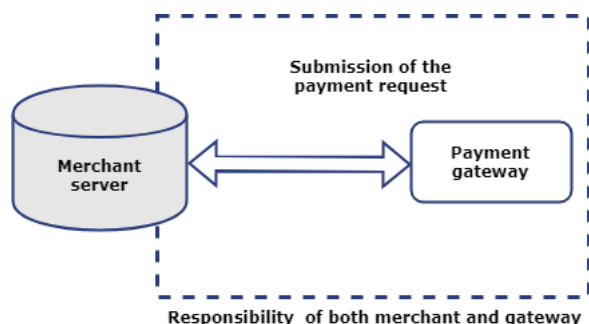 Submission of the
payment request
Merchant
server
Payment
gateway
Responsibility of both merchant and gateway